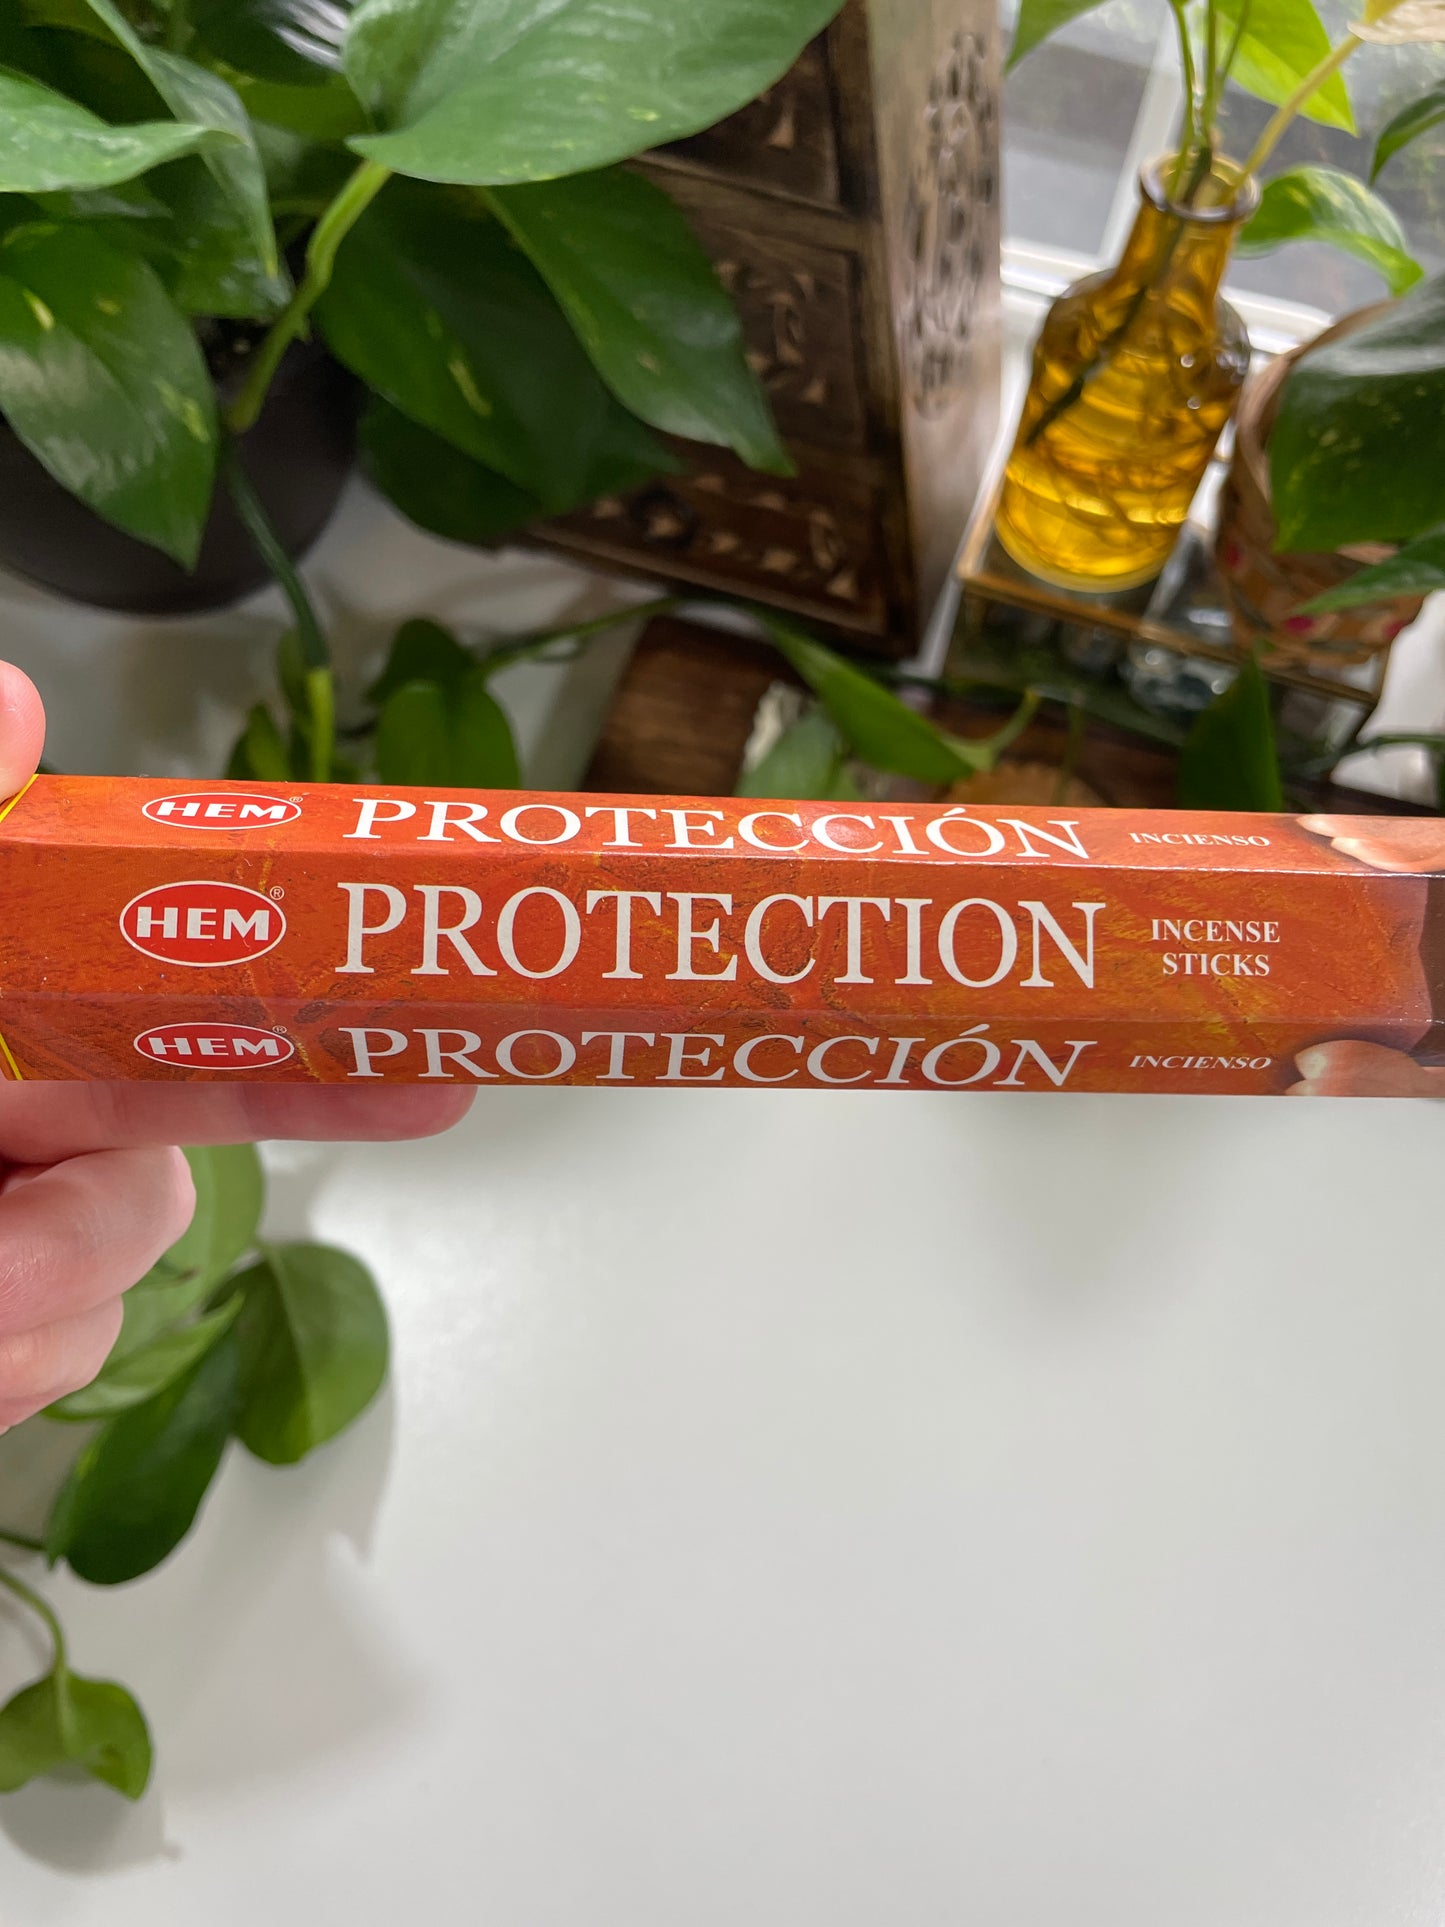 HEM® PROTECCIÓN INCIENSO
HEM® PROTECTION INCENSE
STICKS
HEM® PROTECCIÓN INCIENSO